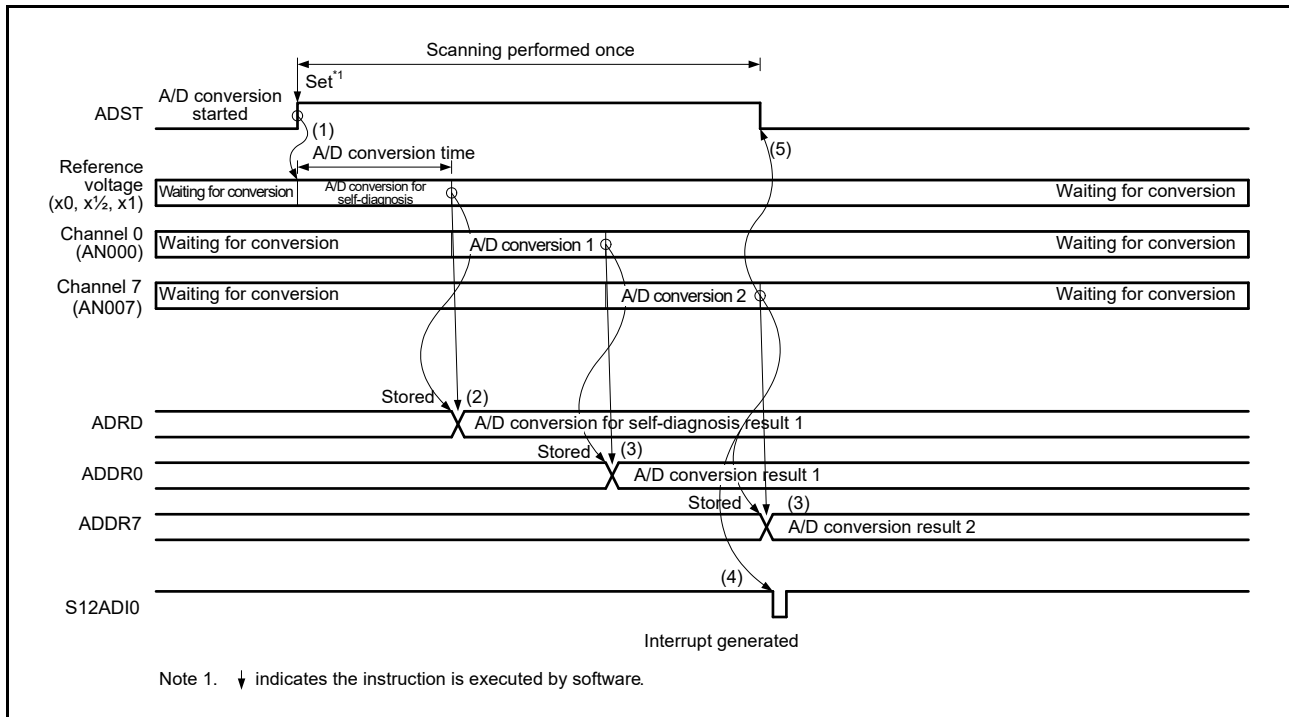 Scanning performed once
Set*1
A/D conversion
started
ADST
(1)
(5)
A/D conversion time
Reference
voltage
(x0, x½, x1)
Waiting for conversion
A/D conversion for
self-diagnosis
Waiting for conversion
Channel 0
(AN000)
Waiting for conversion
A/D conversion 1
Waiting for conversion
Channel 7
(AN007)
Waiting for conversion
A/D conversion 2
Waiting for conversion
Stored
(2)
ADRD
A/D conversion for self-diagnosis result 1
Stored
(3)
ADDR0
A/D conversion result 1
Stored
(3)
ADDR7
A/D conversion result 2
(4)
S12ADI0
Interrupt generated
Note 1. indicates the instruction is executed by software.